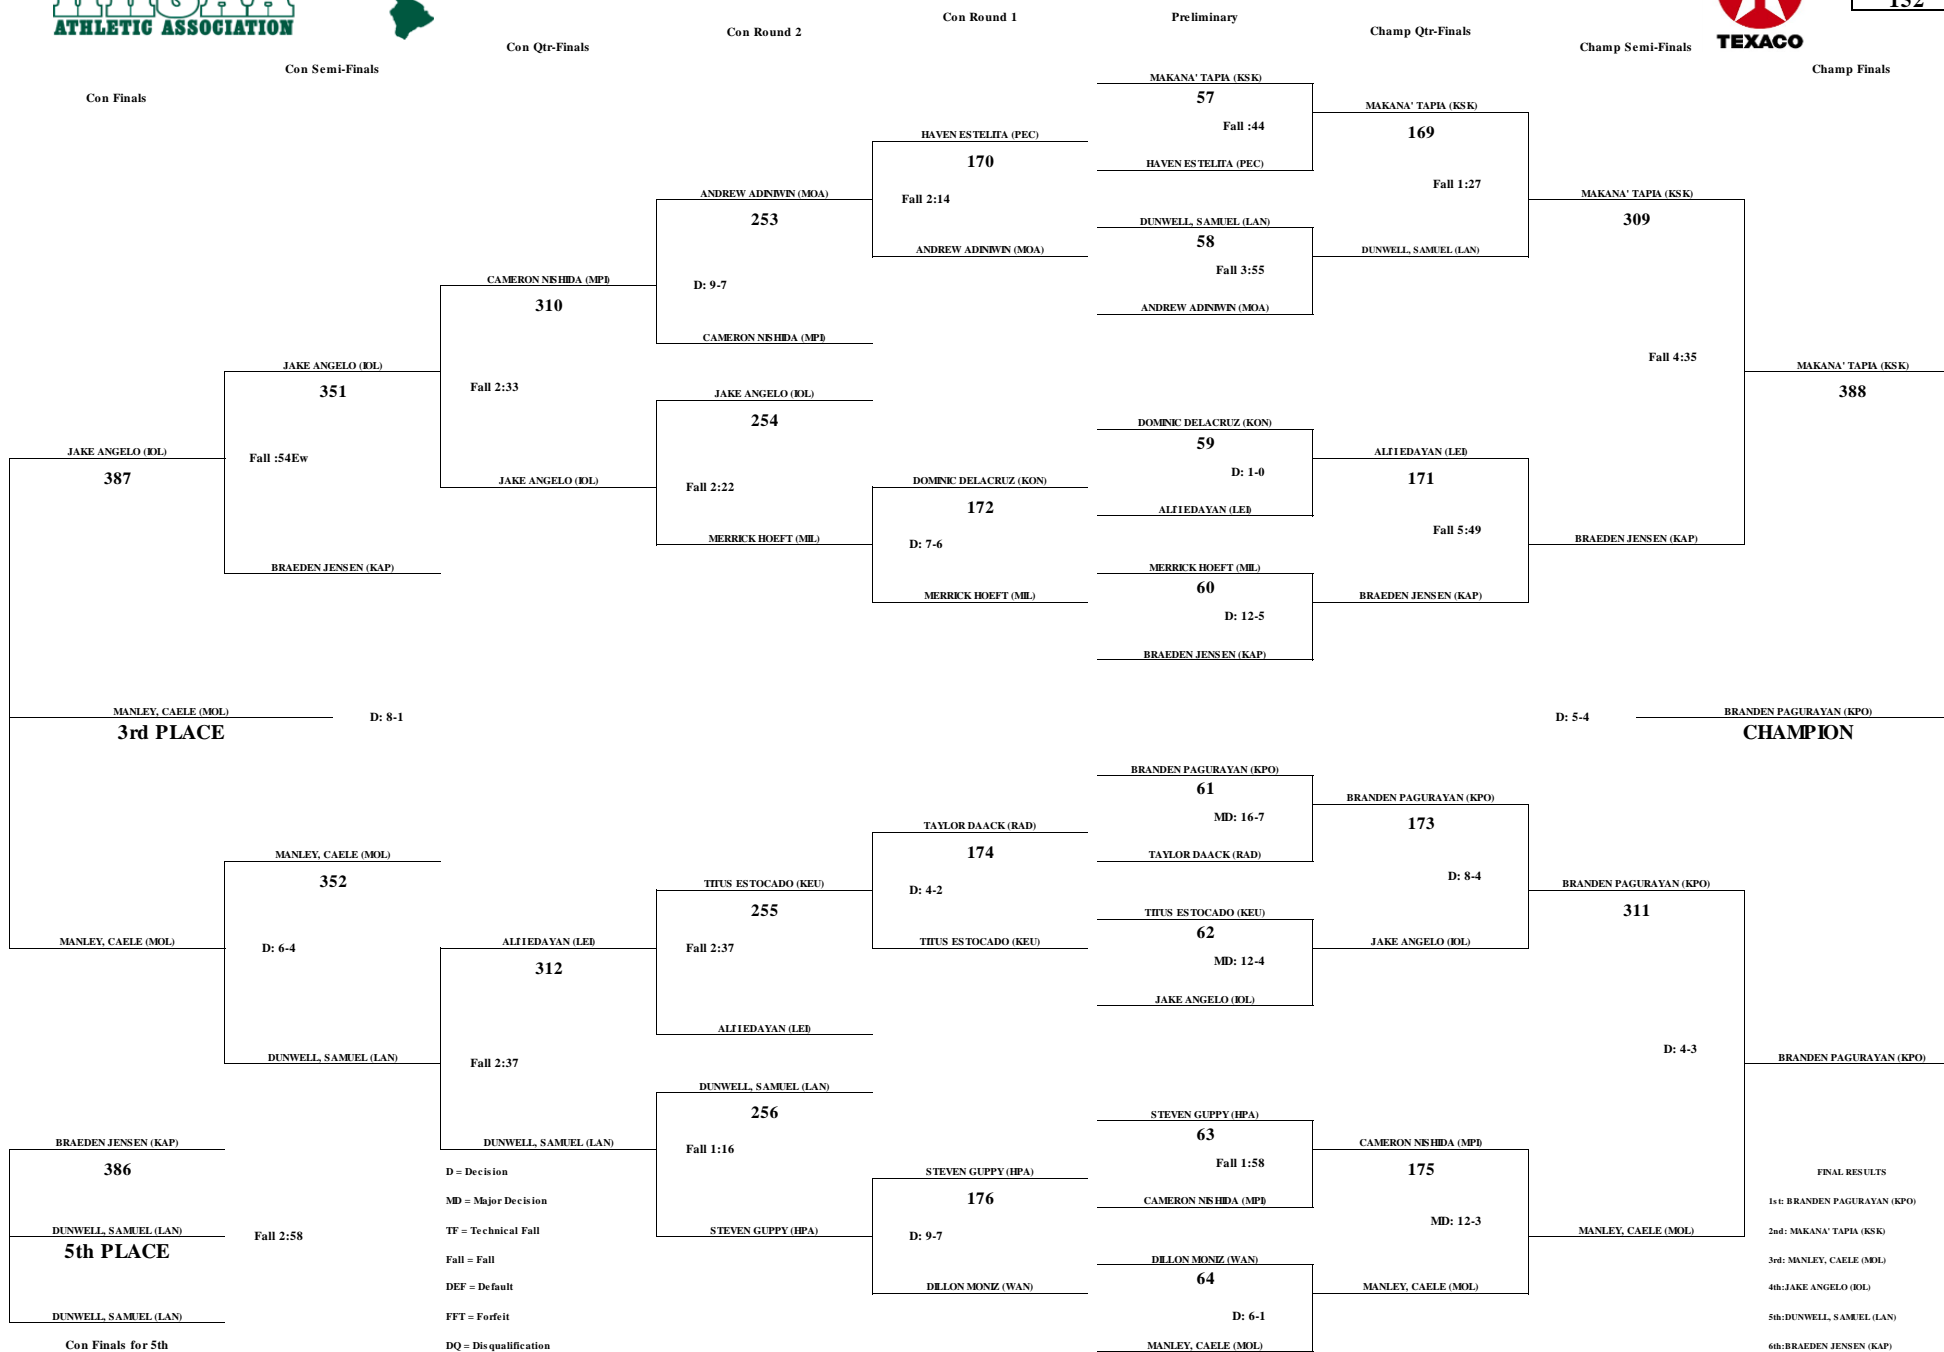 ATHLETIC ASSOCIATION
TEXACO
132
Con Finals
Con Semi-Finals
Con Qtr-Finals
Con Round 2
Con Round 1
Preliminary
Champ Qtr-Finals
Champ Semi-Finals
Champ Finals
MAKANA' TAPIA (KSK)
57
Fall :44
HAVEN ESTELITA (PEC)
DUNWELL, SAMUEL (LAN)
58
Fall 3:55
ANDREW ADINIWIN (MOA)
DOMINIC DELACRUZ (KON)
59
D: 1-0
ALI'I EDAYAN (LEI)
MERRICK HOEFT (MIL)
60
D: 12-5
BRAEDEN JENSEN (KAP)
BRANDEN PAGURAYAN (KPO)
61
MD: 16-7
TAYLOR DAACK (RAD)
TITUS ESTOCADO (KEU)
62
MD: 12-4
JAKE ANGELO (IOL)
STEVEN GUPPY (HPA)
63
Fall 1:58
CAMERON NISHIDA (MPI)
DILLON MONIZ (WAN)
64
D: 6-1
MANLEY, CAELE (MOL)
MAKANA' TAPIA (KSK)
169
Fall 1:27
DUNWELL, SAMUEL (LAN)
ALI'I EDAYAN (LEI)
171
Fall 5:49
BRAEDEN JENSEN (KAP)
BRANDEN PAGURAYAN (KPO)
173
D: 8-4
JAKE ANGELO (IOL)
CAMERON NISHIDA (MPI)
175
MD: 12-3
MANLEY, CAELE (MOL)
MAKANA' TAPIA (KSK)
309
Fall 4:35
BRAEDEN JENSEN (KAP)
BRANDEN PAGURAYAN (KPO)
311
D: 4-3
MANLEY, CAELE (MOL)
MAKANA' TAPIA (KSK)
388
D: 5-4
BRANDEN PAGURAYAN (KPO)
CHAMPION
BRANDEN PAGURAYAN (KPO)
HAVEN ESTELITA (PEC)
170
Fall 2:14
ANDREW ADINIWIN (MOA)
DOMINIC DELACRUZ (KON)
172
D: 7-6
MERRICK HOEFT (MIL)
TAYLOR DAACK (RAD)
174
D: 4-2
TITUS ESTOCADO (KEU)
STEVEN GUPPY (HPA)
176
D: 9-7
DILLON MONIZ (WAN)
ANDREW ADINIWIN (MOA)
253
D: 9-7
CAMERON NISHIDA (MPI)
JAKE ANGELO (IOL)
254
Fall 2:22
MERRICK HOEFT (MIL)
TITUS ESTOCADO (KEU)
255
Fall 2:37
ALI'I EDAYAN (LEI)
DUNWELL, SAMUEL (LAN)
256
Fall 1:16
STEVEN GUPPY (HPA)
CAMERON NISHIDA (MPI)
310
Fall 2:33
JAKE ANGELO (IOL)
ALI'I EDAYAN (LEI)
312
Fall 2:37
DUNWELL, SAMUEL (LAN)
JAKE ANGELO (IOL)
351
Fall :54Ew
BRAEDEN JENSEN (KAP)
MANLEY, CAELE (MOL)
352
D: 6-4
DUNWELL, SAMUEL (LAN)
JAKE ANGELO (IOL)
387
MANLEY, CAELE (MOL)
3rd PLACE
D: 8-1
MANLEY, CAELE (MOL)
BRAEDEN JENSEN (KAP)
386
DUNWELL, SAMUEL (LAN)
5th PLACE
Fall 2:58
DUNWELL, SAMUEL (LAN)
Con Finals for 5th
D = Decision
MD = Major Decision
TF = Technical Fall
Fall = Fall
DEF = Default
FFT = Forfeit
DQ = Disqualification
FINAL RESULTS
1st: BRANDEN PAGURAYAN (KPO)
2nd: MAKANA' TAPIA (KSK)
3rd: MANLEY, CAELE (MOL)
4th:JAKE ANGELO (IOL)
5th:DUNWELL, SAMUEL (LAN)
6th:BRAEDEN JENSEN (KAP)